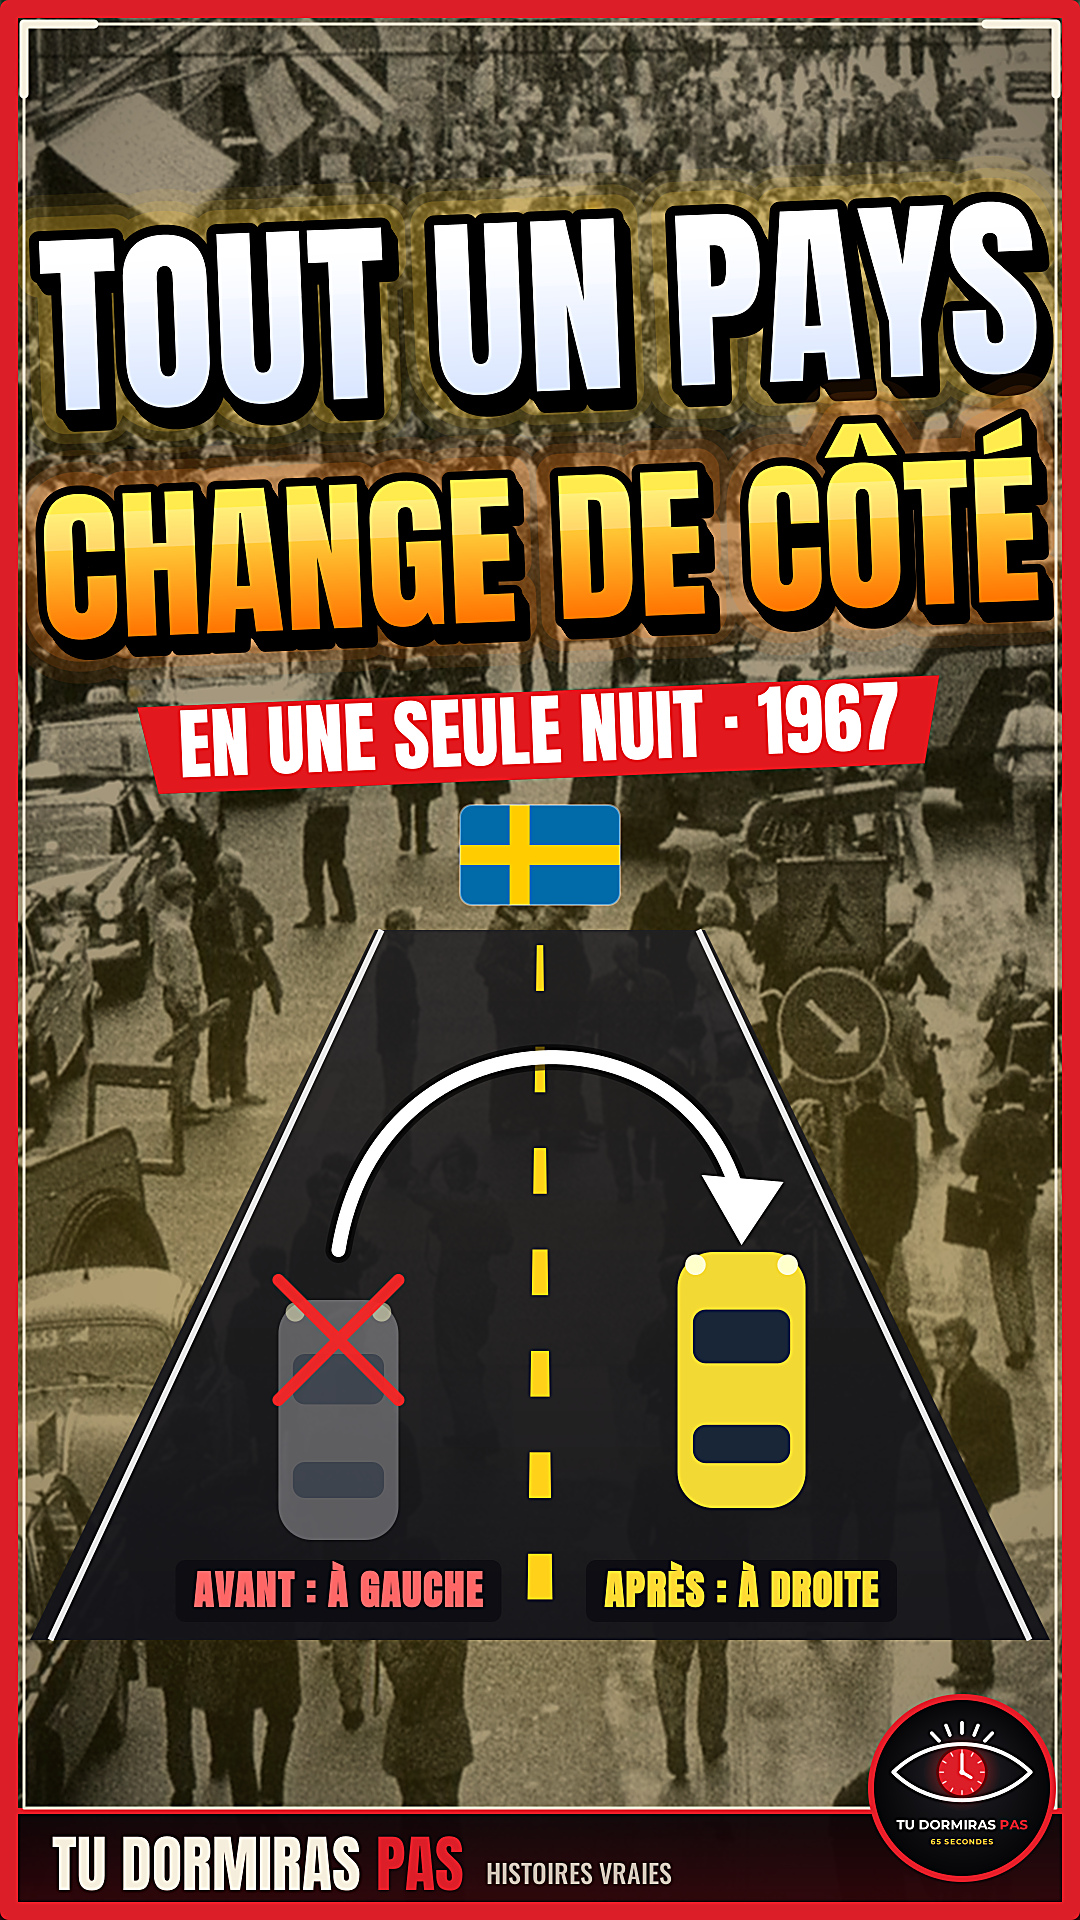 TOUT UN PAYS
CHANGE DE CÔTÉ
EN UNE SEULE NUIT · 1967
AVANT : À GAUCHE
APRÈS : À DROITE
TU DORMIRAS PAS
65 SECONDES
TU DORMIRAS PAS HISTOIRES VRAIES